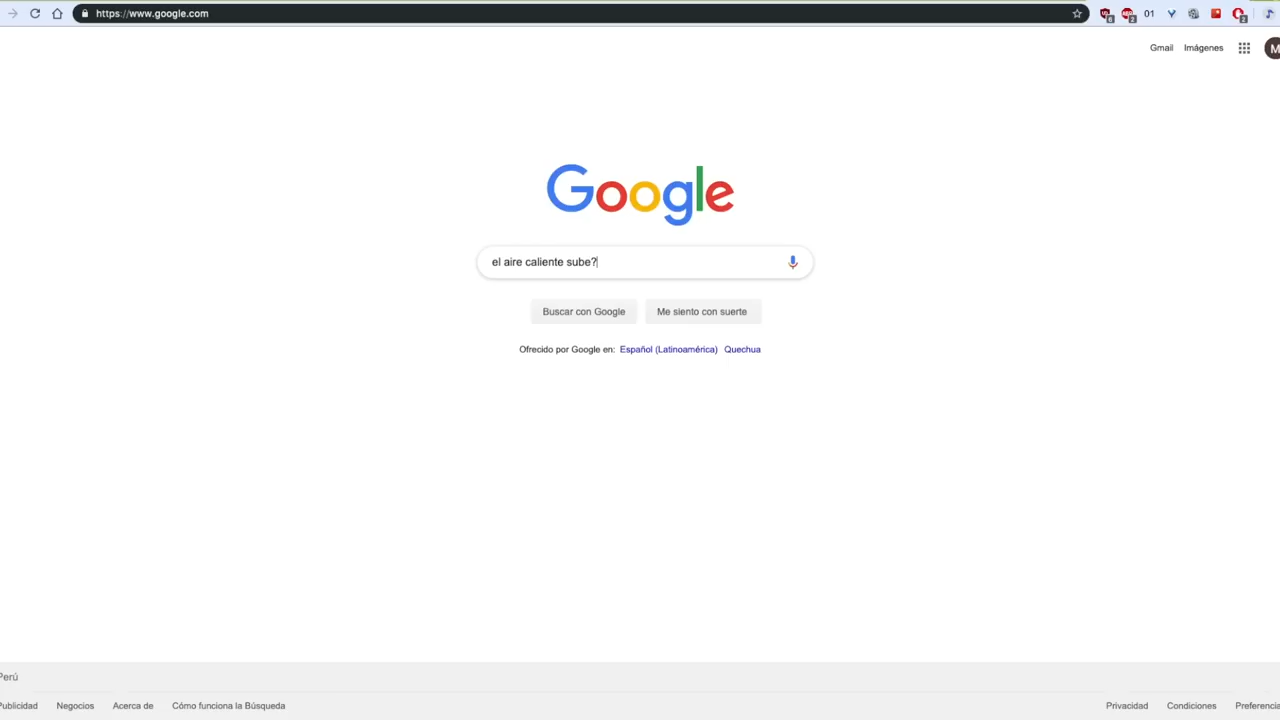 https://www.google.com
Gmail Imágenes
Google
el aire caliente sube?
Buscar con Google Me siento con suerte
Ofrecido por Google en: Español (Latinoamérica) Quechua
Perú
Publicidad Negocios Acerca de Cómo funciona la Búsqueda Privacidad Condiciones Preferencia